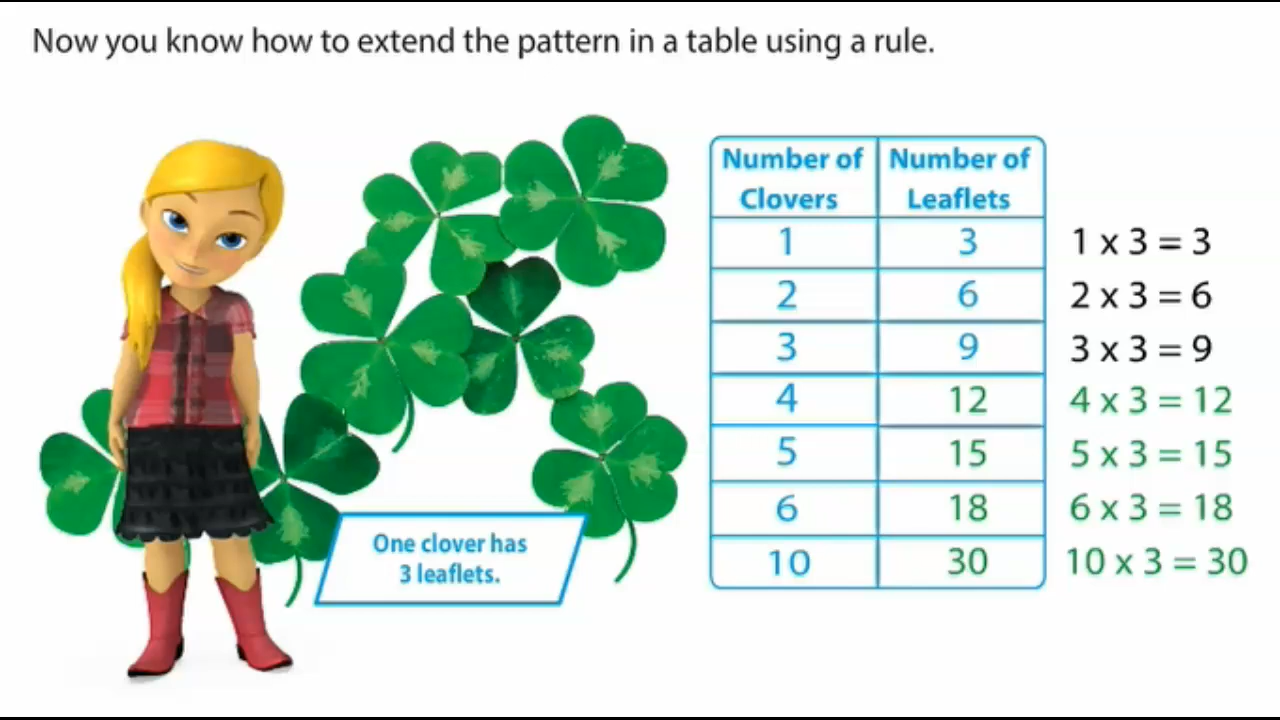 Now you know how to extend the pattern in a table using a rule.
Number of Clovers Number of Leaflets
1 3 1 x 3 = 3
2 6 2 x 3 = 6
3 9 3 x 3 = 9
4 12 4 x 3 = 12
5 15 5 x 3 = 15
6 18 6 x 3 = 18
10 30 10 x 3 = 30
One clover has
3 leaflets.